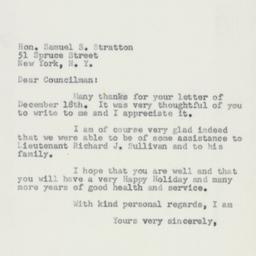 Hon. Samuel S. Stratton
51 Spruce Street
New York, N. Y.
Dear Councilman:
Many thanks for your letter of
December 18th. It was very thoughtful of you
to write to me and I appreciate it.
I am of course very glad indeed
that we were able to be of some assistance to
Lieutenant Richard J. Sullivan and to his
family.
I hope that you are well and that
you will have a very Happy Holiday and many
more years of good health and service.
With kind personal regards, I am
Yours very sincerely,